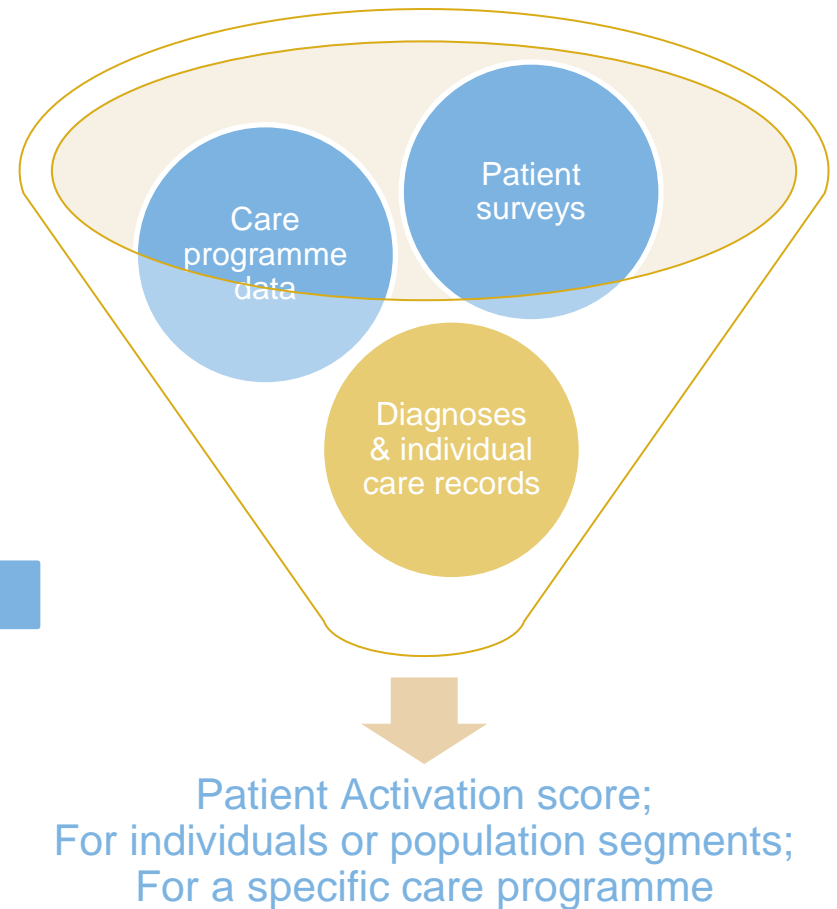 Patient
surveys
Care
programme
data
Diagnoses
& individual
care records
Patient Activation score;
For individuals or population segments;
For a specific care programme